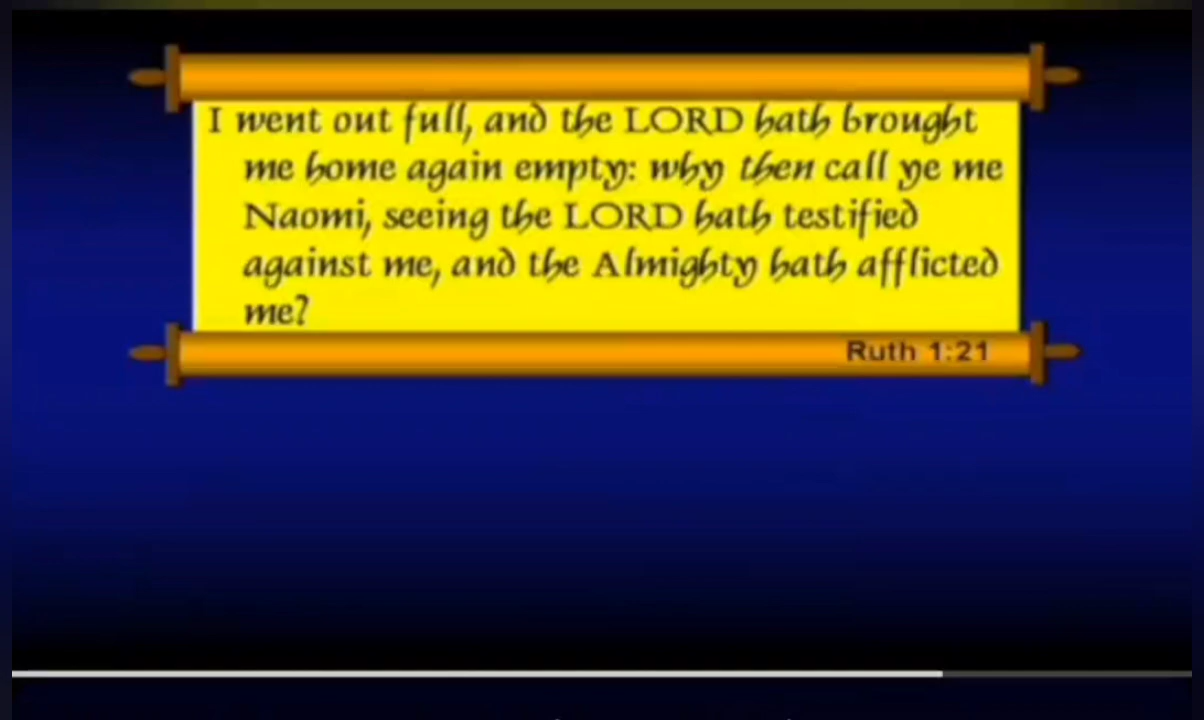 I went out full, and the LORD hath brought
me home again empty: why then call ye me
Naomi, seeing the LORD hath testified
against me, and the Almighty hath afflicted
me?
Ruth 1:21